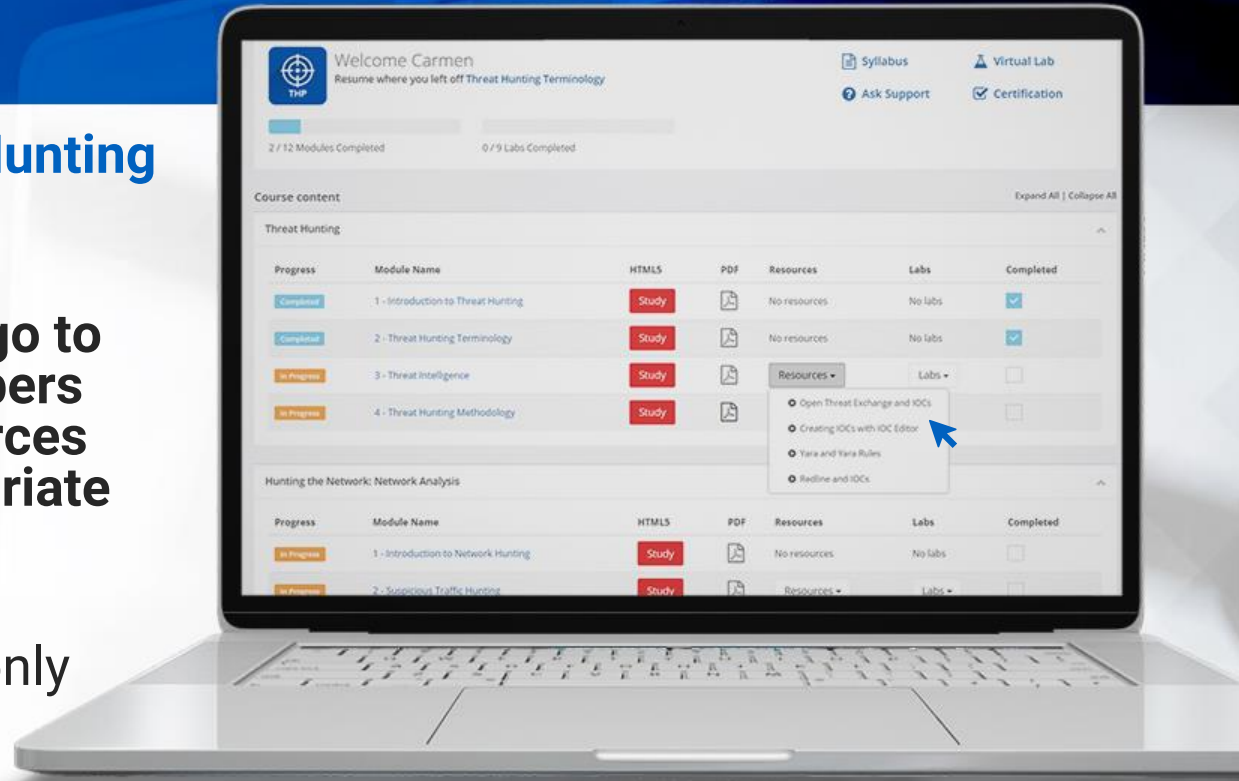 Hunting
go to
bers
rces
riate
only
THP
Welcome Carmen
Resume where you left off Threat Hunting Terminology
Syllabus
Virtual Lab
Ask Support
Certification
2 / 12 Modules Completed
0 / 9 Labs Completed
Course content
Expand All | Collapse All
Threat Hunting
Progress Module Name HTML5 PDF Resources Labs Completed
Completed 1 - Introduction to Threat Hunting Study No resources No labs
Completed 2 - Threat Hunting Terminology Study No resources No labs
In Progress 3 - Threat Intelligence Study Resources Labs
In Progress 4 - Threat Hunting Methodology Study
Open Threat Exchange and IOCs
Creating IOCs with IOC Editor
Yara and Yara Rules
Redline and IOCs
Hunting the Network: Network Analysis
Progress Module Name HTML5 PDF Resources Labs Completed
In Progress 1 - Introduction to Network Hunting Study No resources No labs
In Progress 2 - Suspicious Traffic Hunting Study Resources Labs